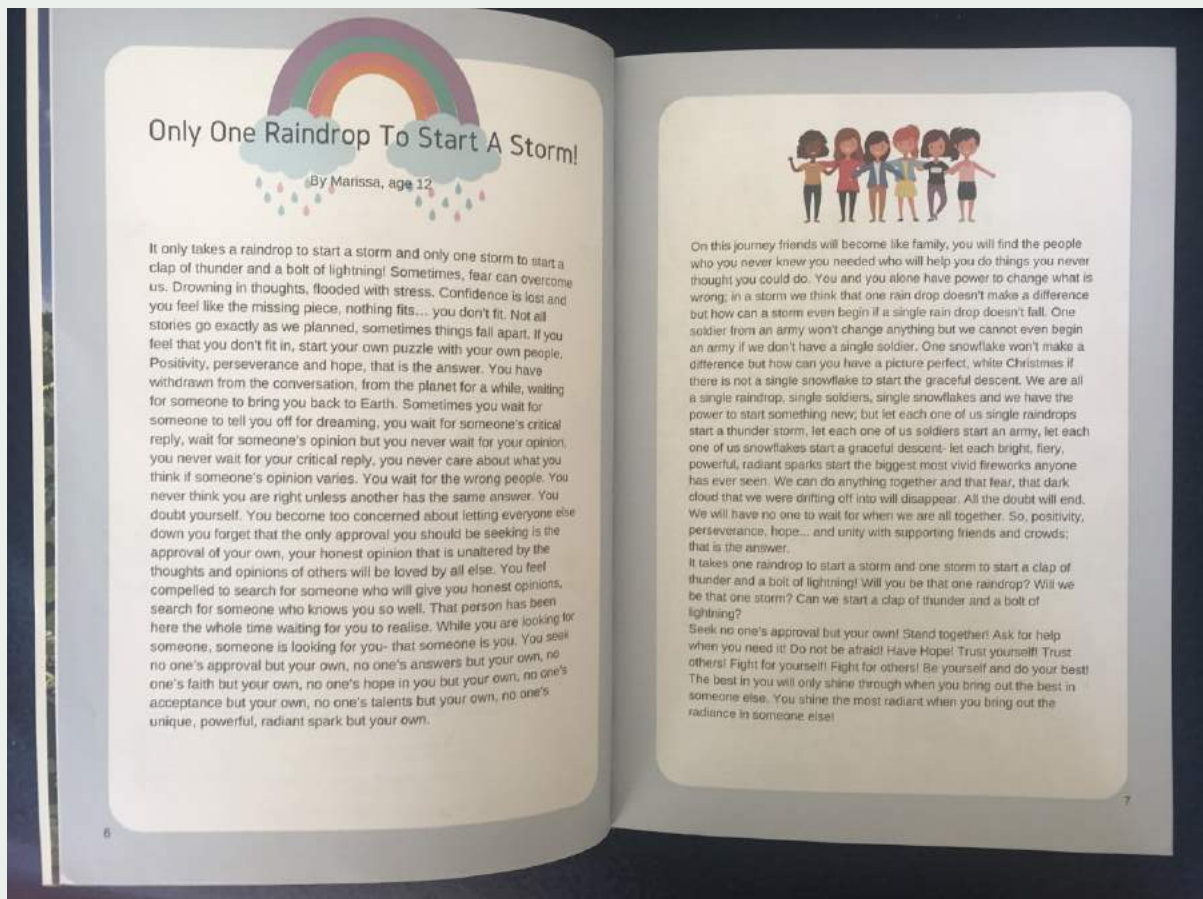 Only One Raindrop To Start A Storm!
By Marissa, age 12
It only takes a raindrop to start a storm and only one storm to start a
clap of thunder and a bolt of lightning! Sometimes, fear can overcome
us. Drowning in thoughts, flooded with stress. Confidence is lost and
you feel like the missing piece, nothing fits... you don't fit. Not all
stories go exactly as we planned, sometimes things fall apart. If you
feel that you don't fit in, start your own puzzle with your own people.
Positivity, perseverance and hope, that is the answer. You have
withdrawn from the conversation, from the planet for a while, waiting
for someone to bring you back to Earth. Sometimes you wait for
someone to tell you off for dreaming, you wait for someone's critical
reply, wait for someone's opinion but you never wait for your opinion,
you never wait for your critical reply, you never care about what you
think if someone's opinion varies. You wait for the wrong people. You
never think you are right unless another has the same answer. You
doubt yourself. You become too concerned about letting everyone else
down you forget that the only approval you should be seeking is the
approval of your own, your honest opinion that is unaltered by the
thoughts and opinions of others will be loved by all else. You feel
compelled to search for someone who will give you honest opinions,
search for someone who knows you so well. That person has been
here the whole time waiting for you to realise. While you are looking for
someone, someone is looking for you- that someone is you. You seek
no one's approval but your own, no one's answers but your own, no
one's faith but your own, no one's hope in you but your own, no one's
acceptance but your own, no one's talents but your own, no one's
unique, powerful, radiant spark but your own.
6
On this journey friends will become like family, you will find the people
who you never knew you needed who will help you do things you never
thought you could do. You and you alone have power to change what is
wrong; in a storm we think that one rain drop doesn't make a difference
but how can a storm even begin if a single rain drop doesn't fall. One
soldier from an army won't change anything but we cannot even begin
an army if we don't have a single soldier. One snowflake won't make a
difference but how can you have a picture perfect, white Christmas if
there is not a single snowflake to start the graceful descent. We are all
a single raindrop, single soldiers, single snowflakes and we have the
power to start something new; but let each one of us single raindrops
start a thunder storm, let each one of us soldiers start an army, let each
one of us snowflakes start a graceful descent- let each bright, fiery,
powerful, radiant sparks start the biggest most vivid fireworks anyone
has ever seen. We can do anything together and that fear, that dark
cloud that we were drifting off into will disappear. All the doubt will end.
We will have no one to wait for when we are all together. So, positivity,
perseverance, hope... and unity with supporting friends and crowds;
that is the answer.
It takes one raindrop to start a storm and one storm to start a clap of
thunder and a bolt of lightning! Will you be that one raindrop? Will we
be that one storm? Can we start a clap of thunder and a bolt of
lightning?
Seek no one's approval but your own! Stand together! Ask for help
when you need it! Do not be afraid! Have Hope! Trust yourself! Trust
others! Fight for yourself! Fight for others! Be yourself and do your best!
The best in you will only shine through when you bring out the best in
someone else. You shine the most radiant when you bring out the
radiance in someone else!
7